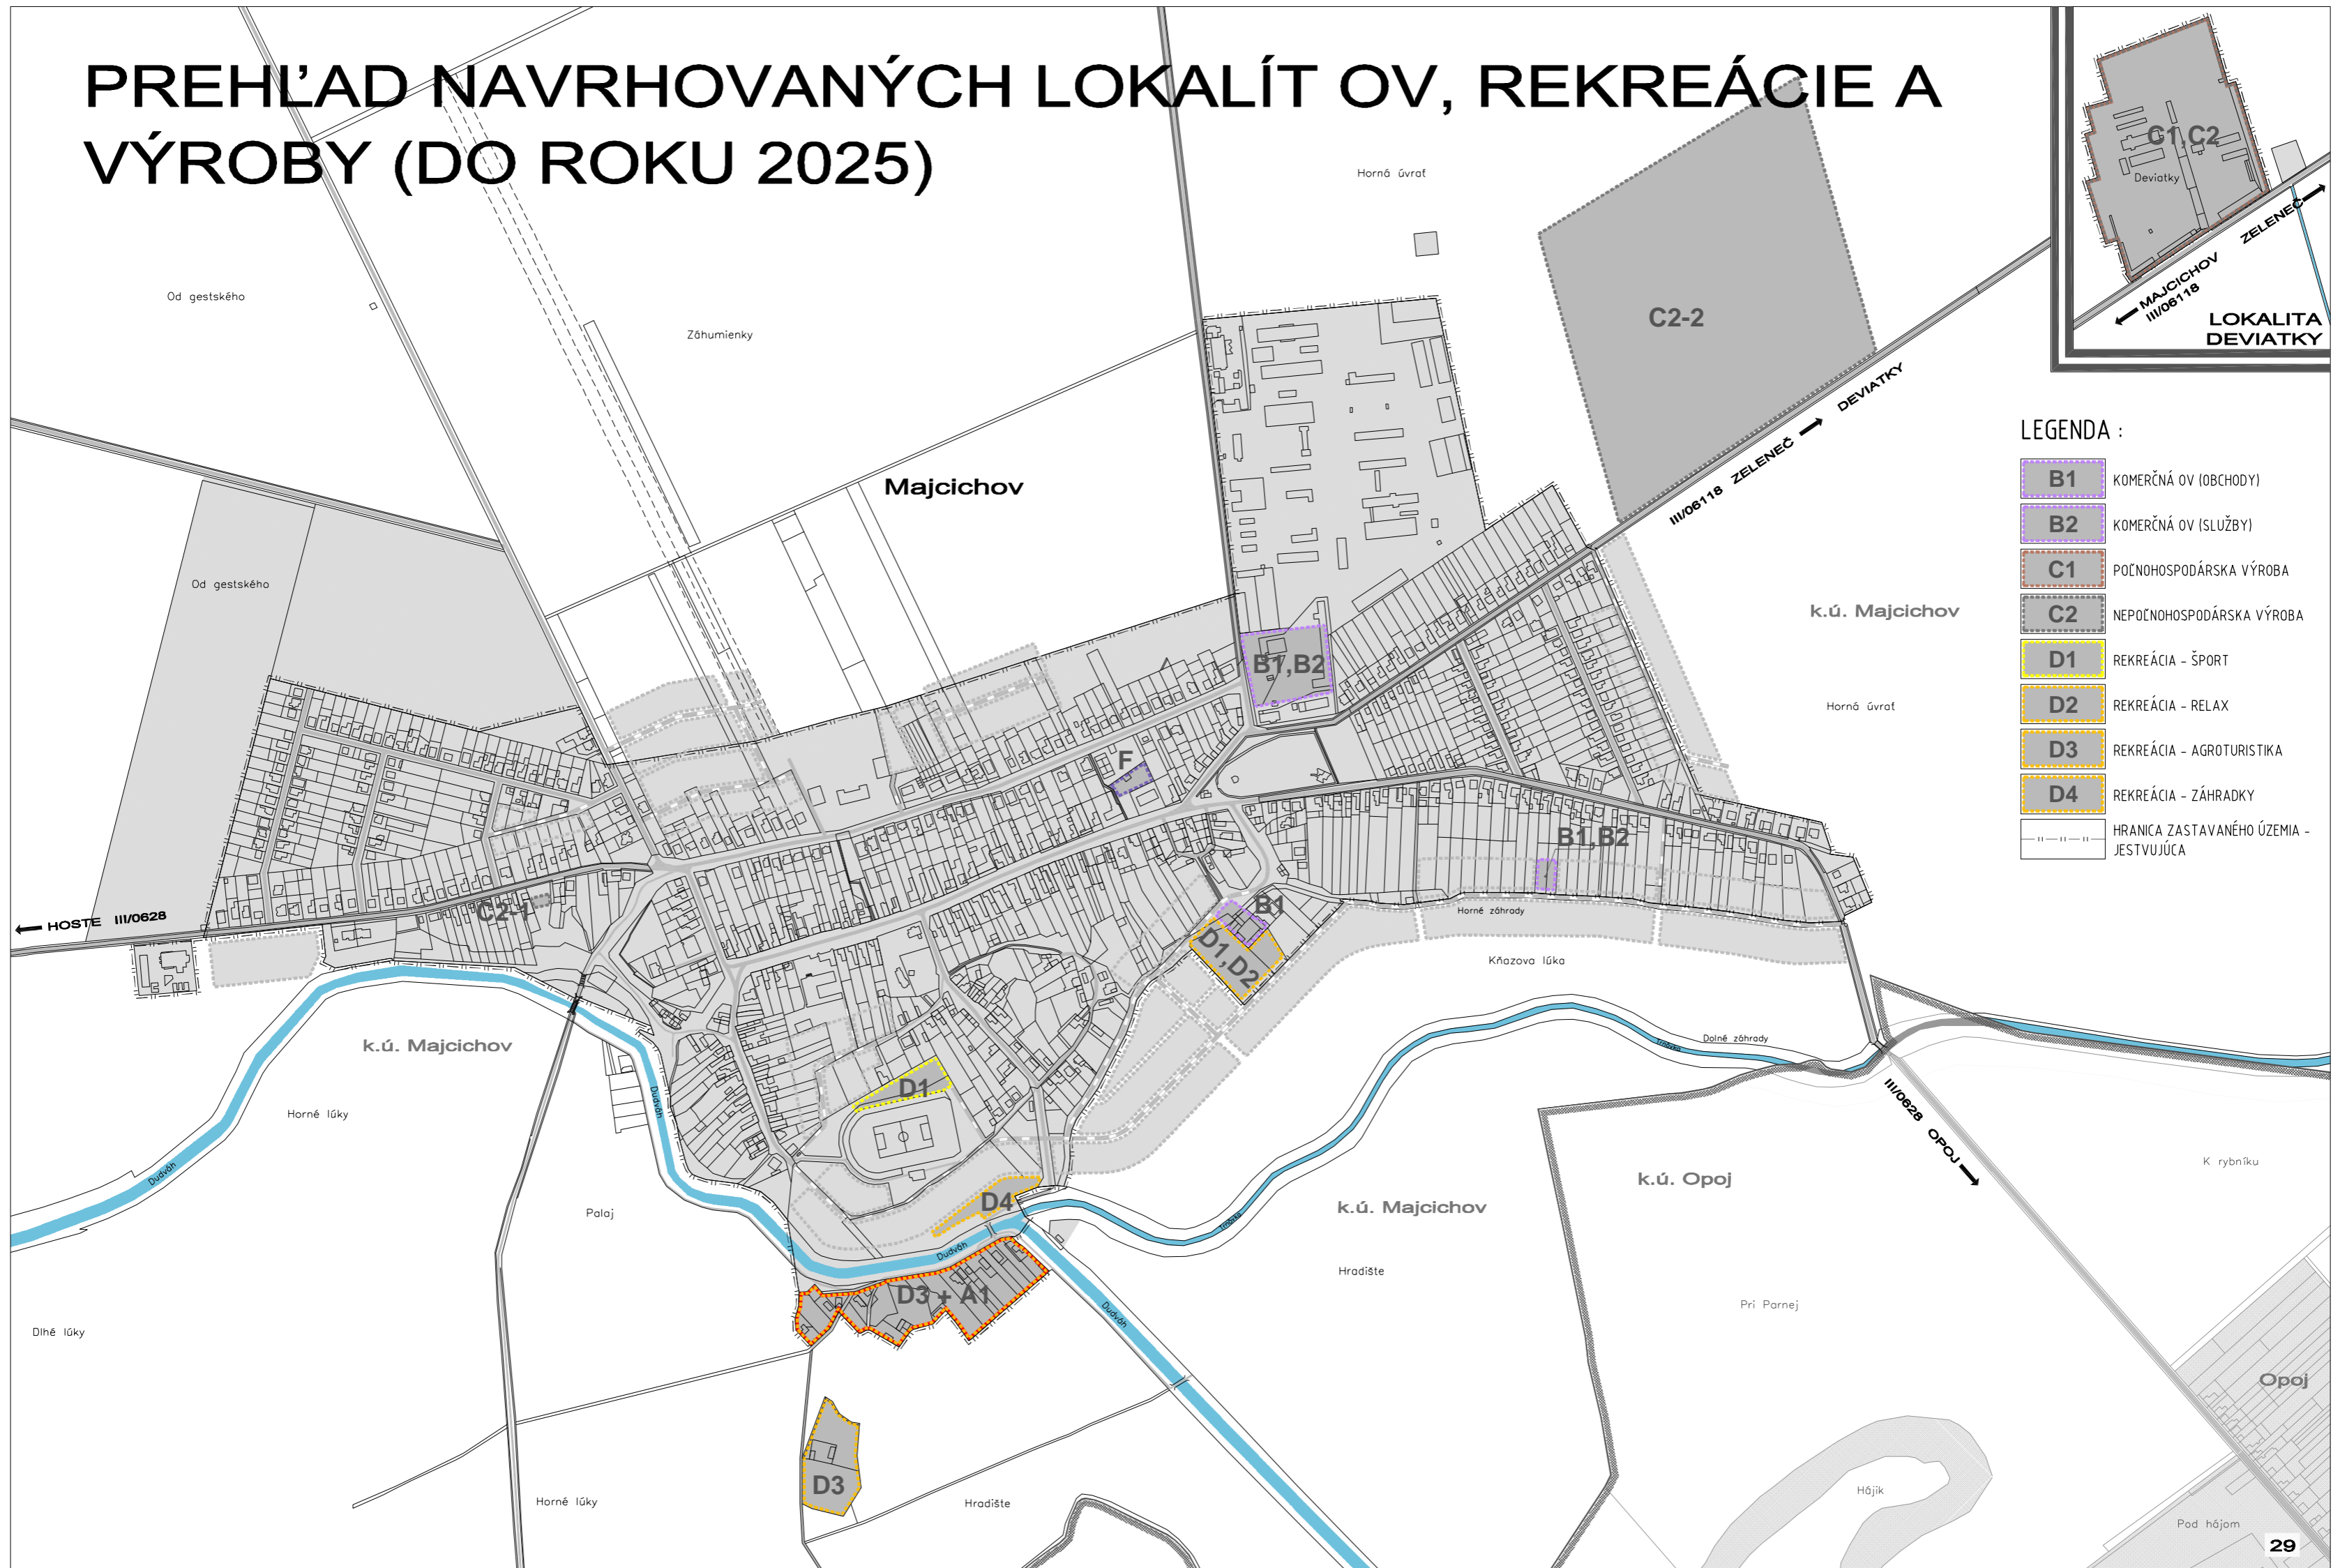 PREHĽAD NAVRHOVANÝCH LOKALÍT OV, REKREÁCIE A
VÝROBY (DO ROKU 2025)
C1,C2
Deviatky
ZELENEČ
MAJCICHOV
III/06118
LOKALITA
DEVIATKY
Horná úvrať
Od gestského
Záhumienky
C2-2
DEVIATKY
III/06118 ZELENEČ
Majcichov
Od gestského
LEGENDA :
B1 KOMERČNÁ OV (OBCHODY)
B2 KOMERČNÁ OV (SLUŽBY)
C1 POĽNOHOSPODÁRSKA VÝROBA
C2 NEPOĽNOHOSPODÁRSKA VÝROBA
D1 REKREÁCIA - ŠPORT
D2 REKREÁCIA - RELAX
D3 REKREÁCIA - AGROTURISTIKA
D4 REKREÁCIA - ZÁHRADKY
HRANICA ZASTAVANÉHO ÚZEMIA -
JESTVUJÚCA
k.ú. Majcichov
B1,B2
Horná úvrať
F
B1,B2
C2-1
HOSTE III/0628
B1
D1,D2
Horné záhrady
Kňazova lúka
k.ú. Majcichov
Dolné záhrady
Trnávka
D1
Dudváh
Horné lúky
III/0628 OPOJ
K rybníku
Dudváh
k.ú. Opoj
D4
k.ú. Majcichov
Palaj
Trnávka
Dudváh
Hradište
D3 + A1
Pri Parnej
Dudváh
Dlhé lúky
Opoj
D3
Horné lúky
Hradište
Hájik
Pod hájom
29